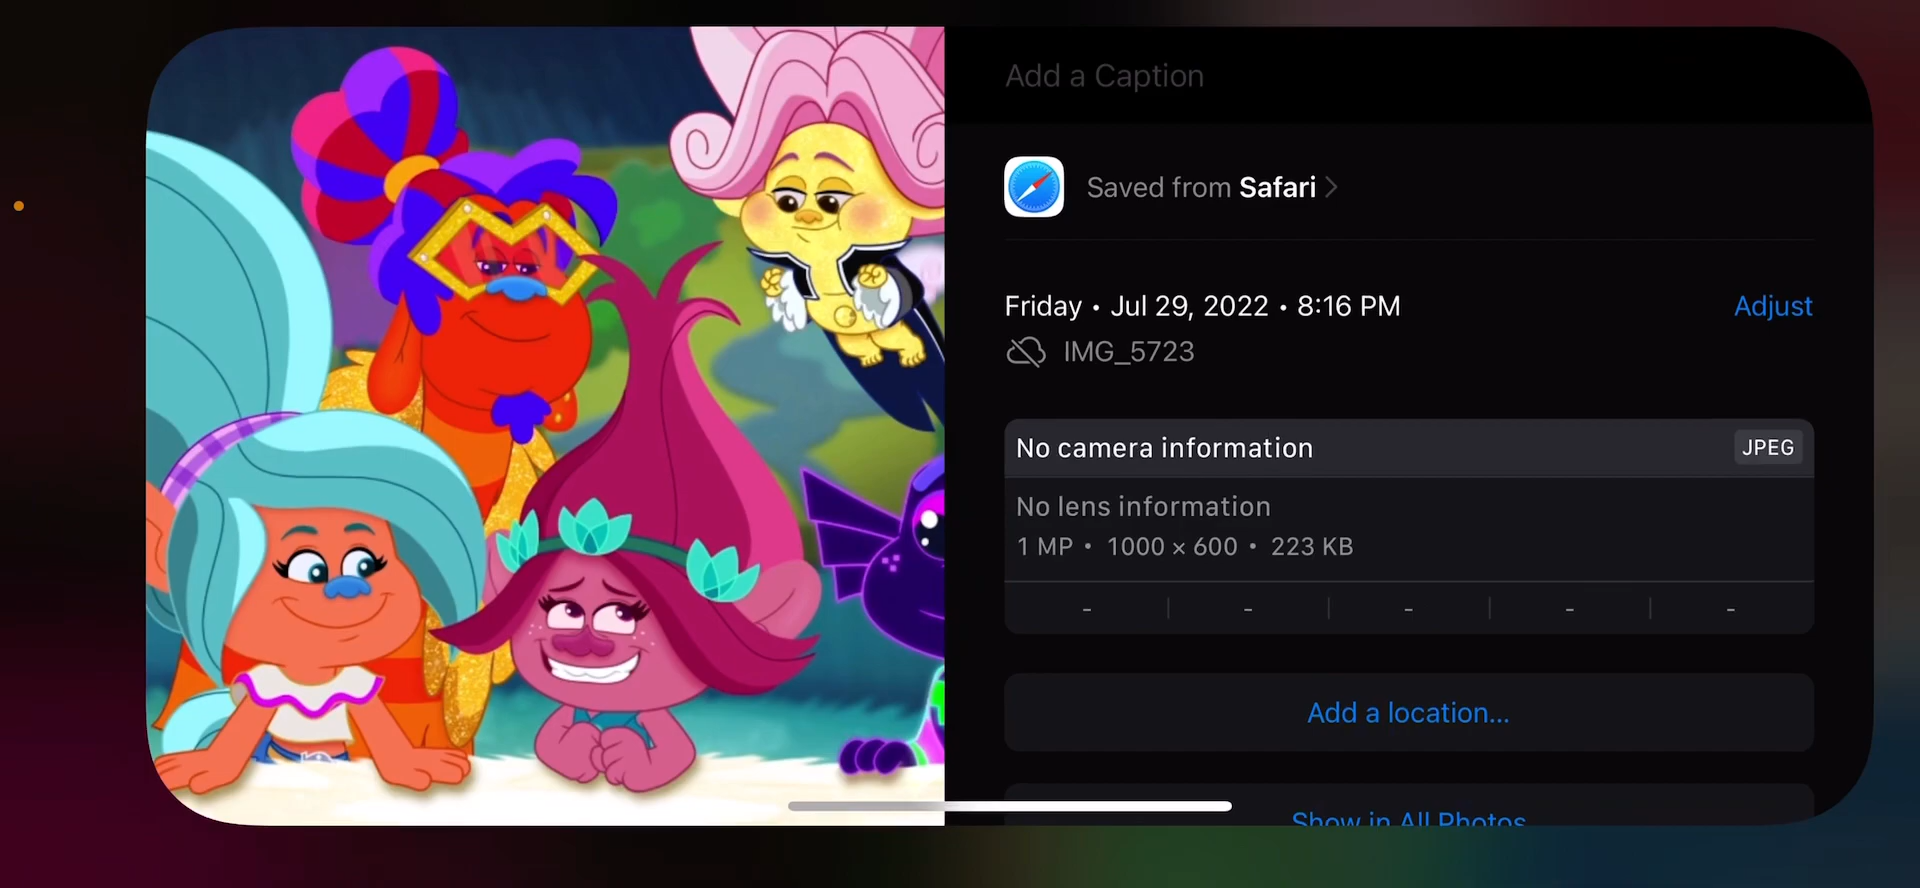 Add a Caption
Saved from Safari
Friday • Jul 29, 2022 • 8:16 PM
Adjust
IMG_5723
No camera information
JPEG
No lens information
1 MP • 1000 × 600 • 223 KB
- - - - -
Add a location...
Show in All Photos